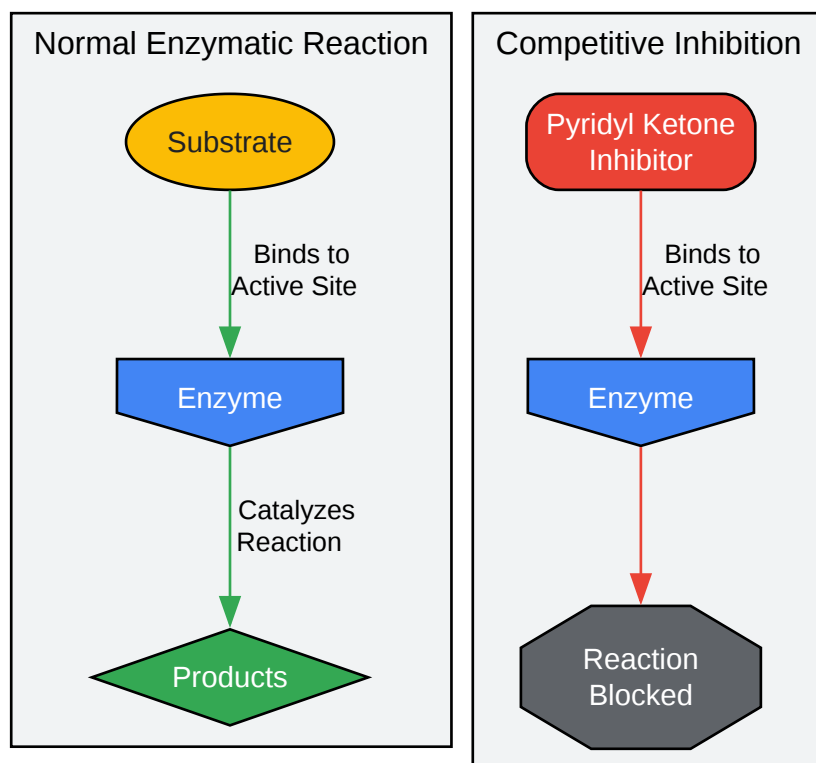 Normal Enzymatic Reaction
Substrate
Binds to
Active Site
Enzyme
Catalyzes
Reaction
Products
Competitive Inhibition
Pyridyl Ketone
Inhibitor
Binds to
Active Site
Enzyme
Reaction
Blocked